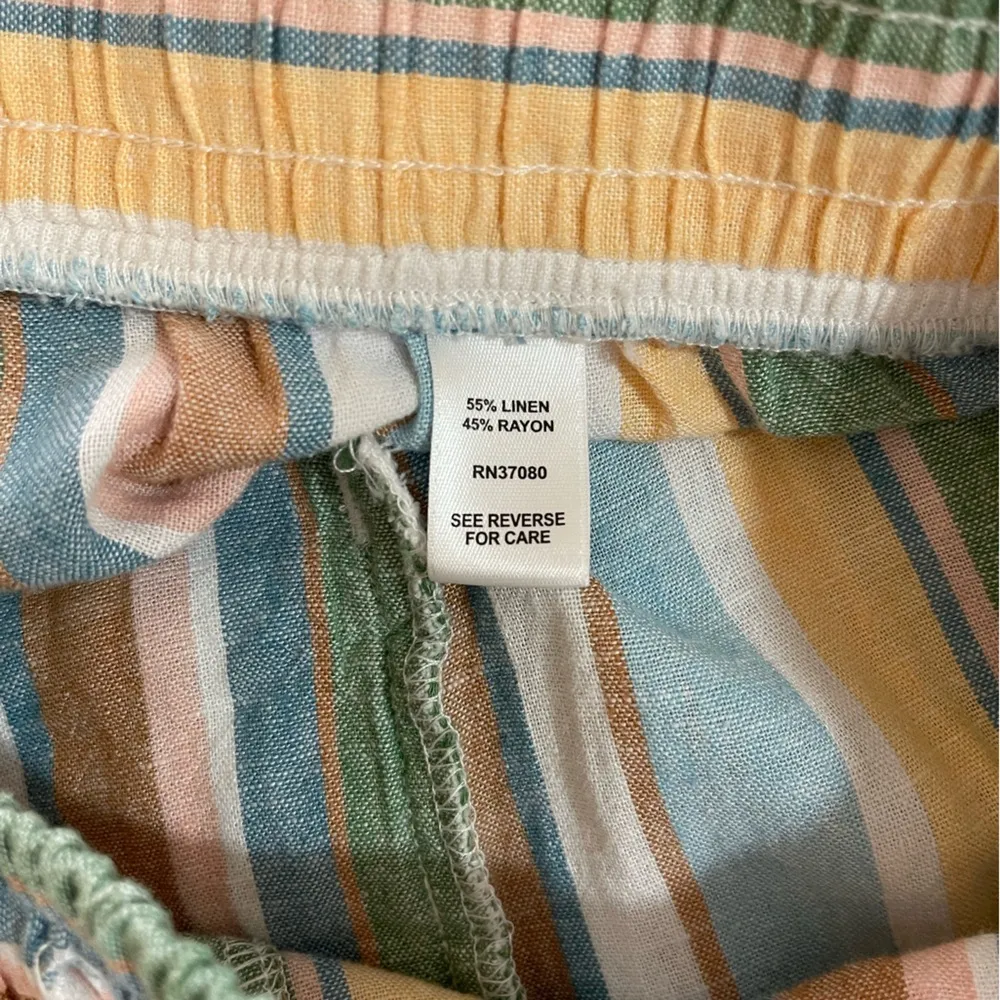 55% LINEN
45% RAYON
RN37080
SEE REVERSE
FOR CARE